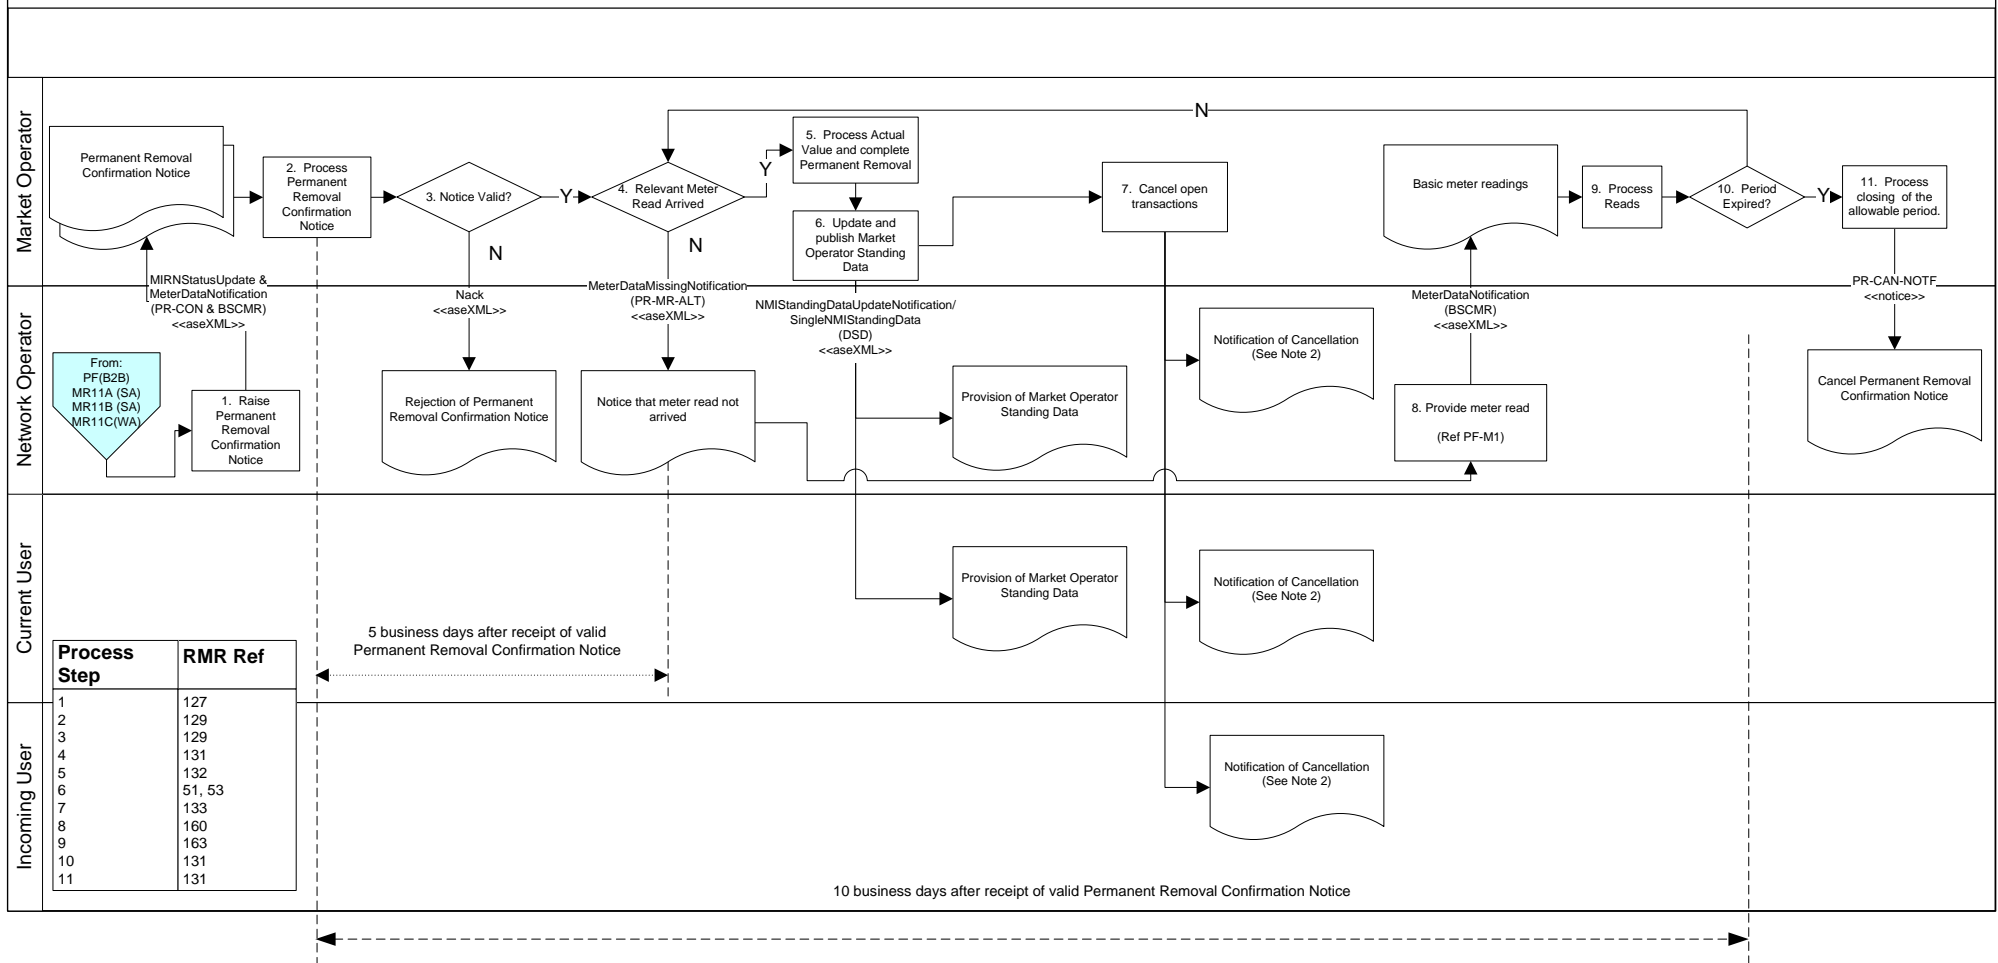 Market Operator
Permanent Removal
Confirmation Notice
2. Process
Permanent
Removal
Confirmation
Notice
3. Notice Valid?
Y
N
4. Relevant Meter
Read Arrived
Y
N
5. Process Actual
Value and complete
Permanent Removal
6. Update and
publish Market
Operator Standing
Data
7. Cancel open
transactions
N
Basic meter readings
9. Process
Reads
10. Period
Expired?
Y
11. Process
closing of the
allowable period.
MIRNStatusUpdate &
MeterDataNotification
(PR-CON & BSCMR)
<<aseXML>>
Nack
<<aseXML>>
MeterDataMissingNotification
(PR-MR-ALT)
<<aseXML>>
NMIStandingDataUpdateNotification/
SingleNMIStandingData
(DSD)
<<aseXML>>
MeterDataNotification
(BSCMR)
<<aseXML>>
PR-CAN-NOTF
<<notice>>
Network Operator
From:
PF(B2B)
MR11A (SA)
MR11B (SA)
MR11C(WA)
1. Raise
Permanent
Removal
Confirmation
Notice
Rejection of Permanent
Removal Confirmation Notice
Notice that meter read not
arrived
Provision of Market Operator
Standing Data
Notification of Cancellation
(See Note 2)
8. Provide meter read
(Ref PF-M1)
Cancel Permanent Removal
Confirmation Notice
Current User
5 business days after receipt of valid
Permanent Removal Confirmation Notice
Provision of Market Operator
Standing Data
Notification of Cancellation
(See Note 2)
Incoming User
Process
Step
RMR Ref
1 127
2 129
3 129
4 131
5 132
6 51, 53
7 133
8 160
9 163
10 131
11 131
Notification of Cancellation
(See Note 2)
10 business days after receipt of valid Permanent Removal Confirmation Notice